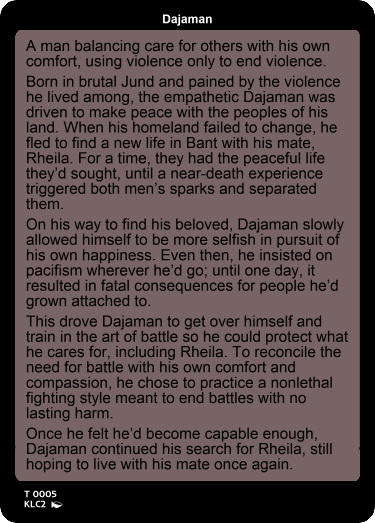 Dajaman
A man balancing care for others with his own
comfort, using violence only to end violence.
Born in brutal Jund and pained by the violence
he lived among, the empathetic Dajaman was
driven to make peace with the peoples of his
land. When his homeland failed to change, he
fled to find a new life in Bant with his mate,
Rheila. For a time, they had the peaceful life
they'd sought, until a near-death experience
triggered both men's sparks and separated
them.
On his way to find his beloved, Dajaman slowly
allowed himself to be more selfish in pursuit of
his own happiness. Even then, he insisted on
pacifism wherever he'd go; until one day, it
resulted in fatal consequences for people he'd
grown attached to.
This drove Dajaman to get over himself and
train in the art of battle so he could protect what
he cares for, including Rheila. To reconcile the
need for battle with his own comfort and
compassion, he chose to practice a nonlethal
fighting style meant to end battles with no
lasting harm.
Once he felt he'd become capable enough,
Dajaman continued his search for Rheila, still
hoping to live with his mate once again.
T 0005
KLC2